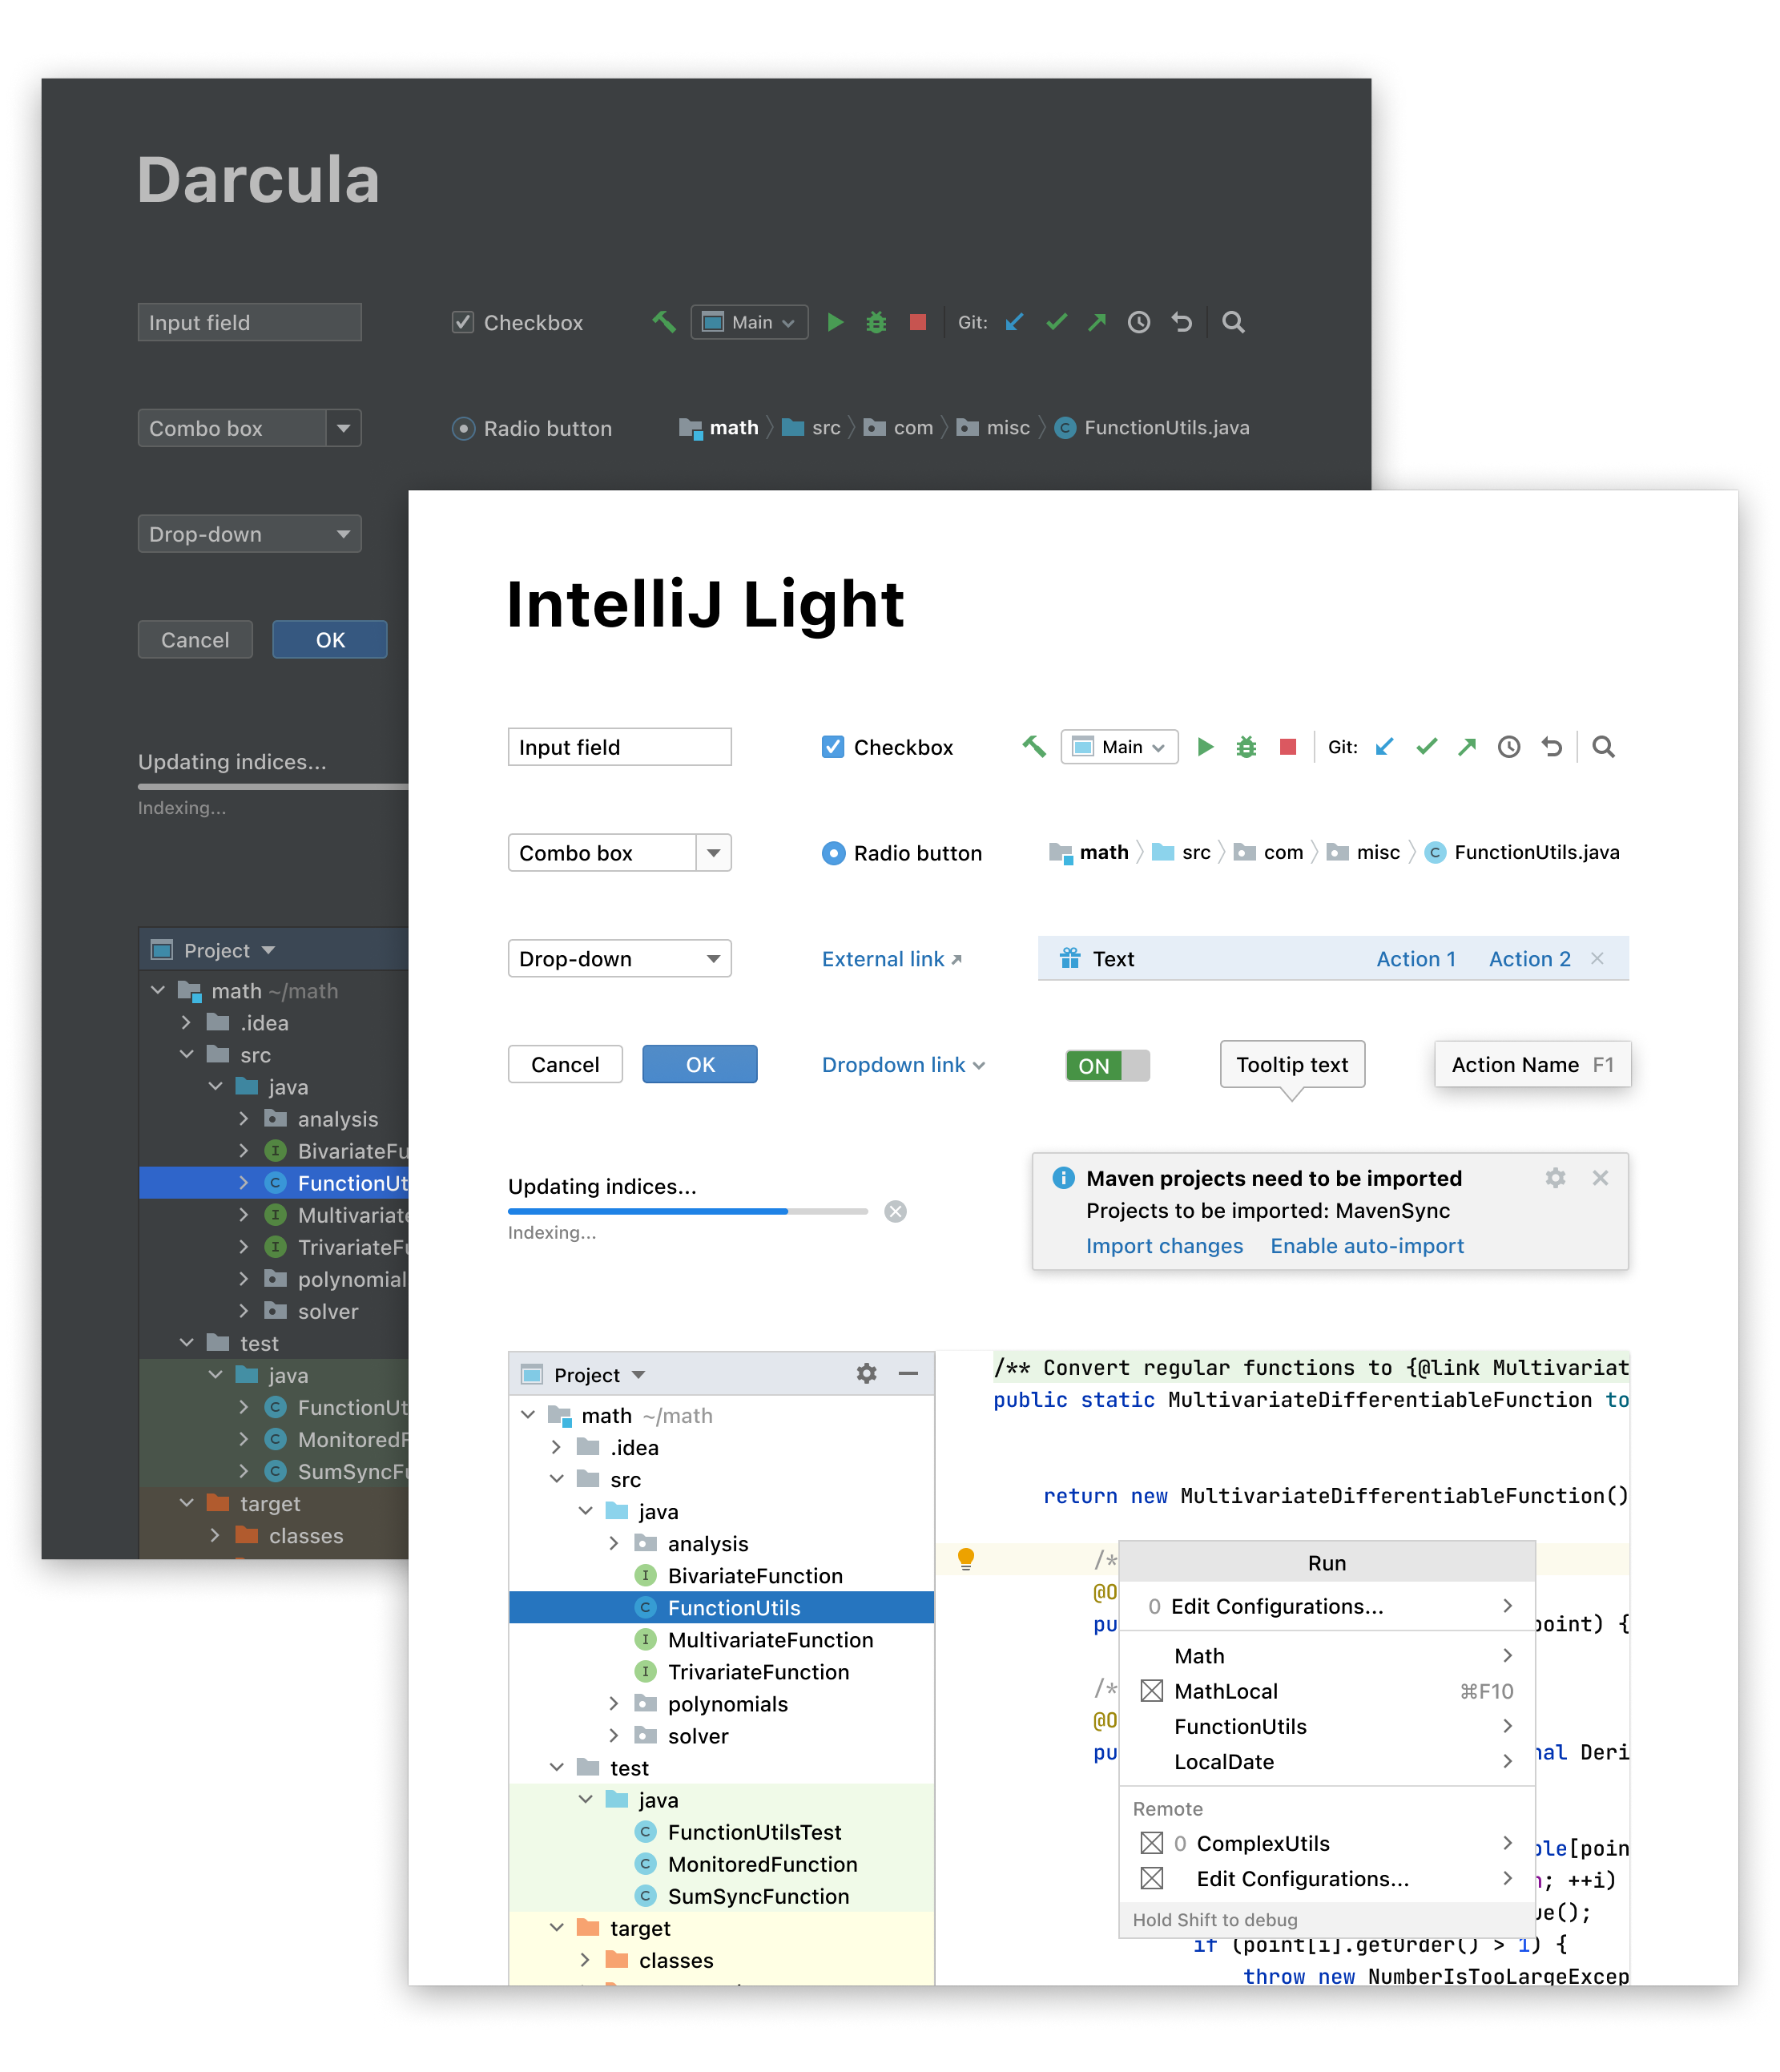 Darcula
Input field
Checkbox
Main
Git:
Combo box
Radio button
math
src
com
misc
C FunctionUtils.java
Drop-down
Cancel
OK
Updating indices...
Indexing...
Project
math ~/math
.idea
src
java
analysis
I BivariateFu
C FunctionUt
I Multivariate
I TrivariateFu
polynomial
solver
test
java
C FunctionUt
C MonitoredF
C SumSyncFu
target
classes
IntelliJ Light
Input field
Checkbox
Main
Git:
Combo box
Radio button
math
src
com
misc
C FunctionUtils.java
Drop-down
External link
Text
Action 1
Action 2
Cancel
OK
Dropdown link
ON
Tooltip text
Action Name F1
Updating indices...
Indexing...
Maven projects need to be imported
Projects to be imported: MavenSync
Import changes
Enable auto-import
Project
math ~/math
.idea
src
java
analysis
I BivariateFunction
C FunctionUtils
I MultivariateFunction
I TrivariateFunction
polynomials
solver
test
java
C FunctionUtilsTest
C MonitoredFunction
C SumSyncFunction
target
classes
/** Convert regular functions to {@link Multivariat
public static MultivariateDifferentiableFunction to
return new MultivariateDifferentiableFunction()
/*
@O
pu point) {
/*
@O
pu nal Deri
ble[poin
; ++i)
ue();
if (point[i].getOrder() > 1) {
throw new NumberIsTooLargeExcep
Run
0 Edit Configurations...
Math
MathLocal ⌘F10
FunctionUtils
LocalDate
Remote
0 ComplexUtils
Edit Configurations...
Hold Shift to debug